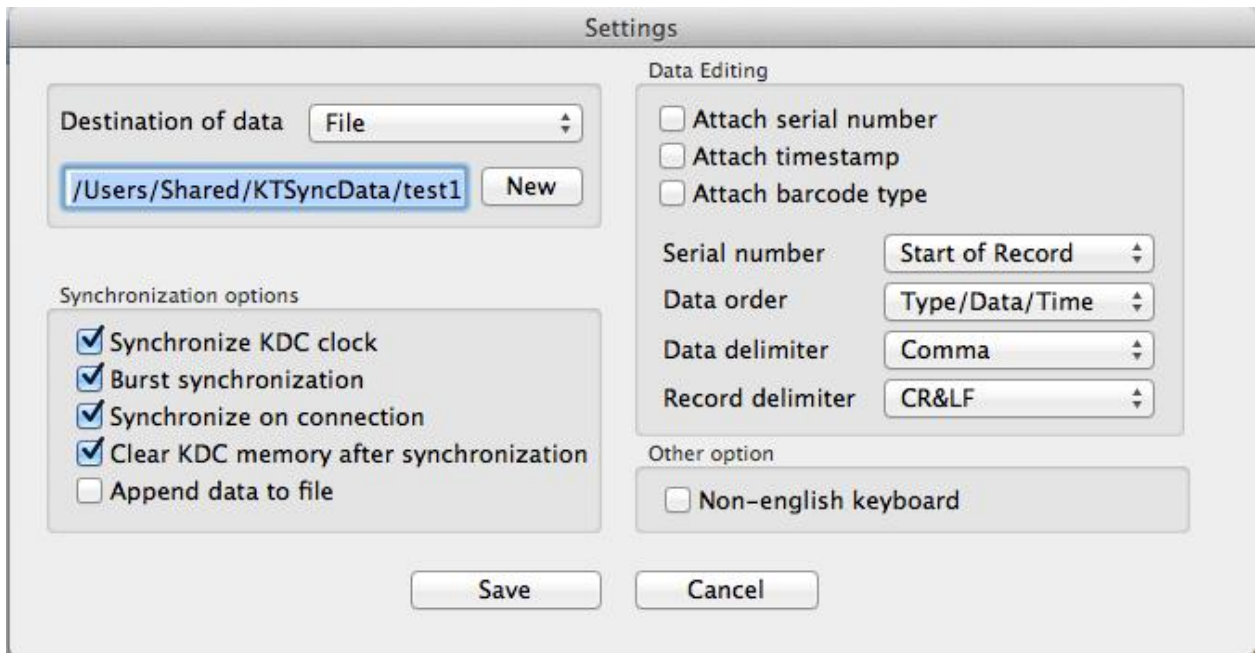 Settings
Destination of data File
/Users/Shared/KTSyncData/test1 New
Synchronization options
Synchronize KDC clock
Burst synchronization
Synchronize on connection
Clear KDC memory after synchronization
Append data to file
Data Editing
Attach serial number
Attach timestamp
Attach barcode type
Serial number Start of Record
Data order Type/Data/Time
Data delimiter Comma
Record delimiter CR&LF
Other option
Non-english keyboard
Save Cancel